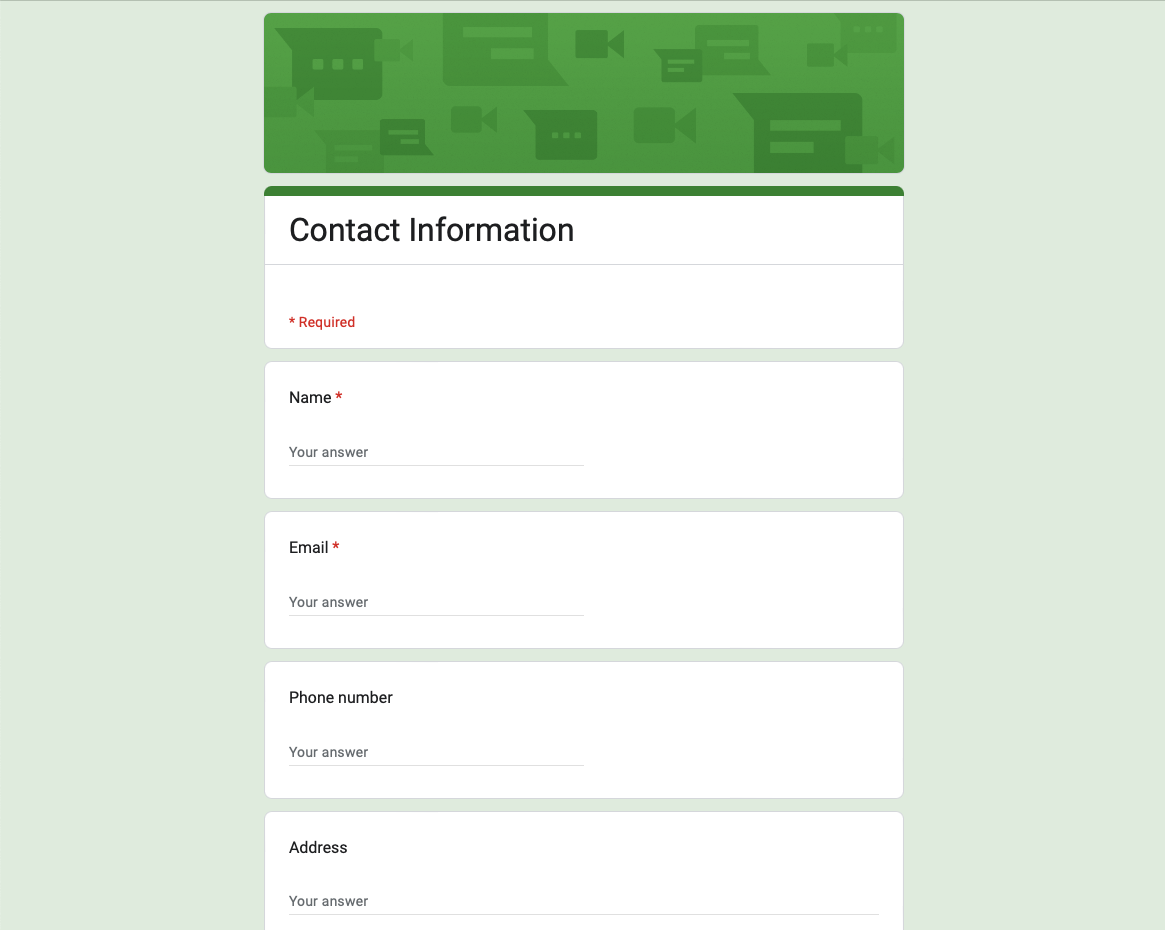 Contact Information
* Required
Name *
Your answer
Email *
Your answer
Phone number
Your answer
Address
Your answer